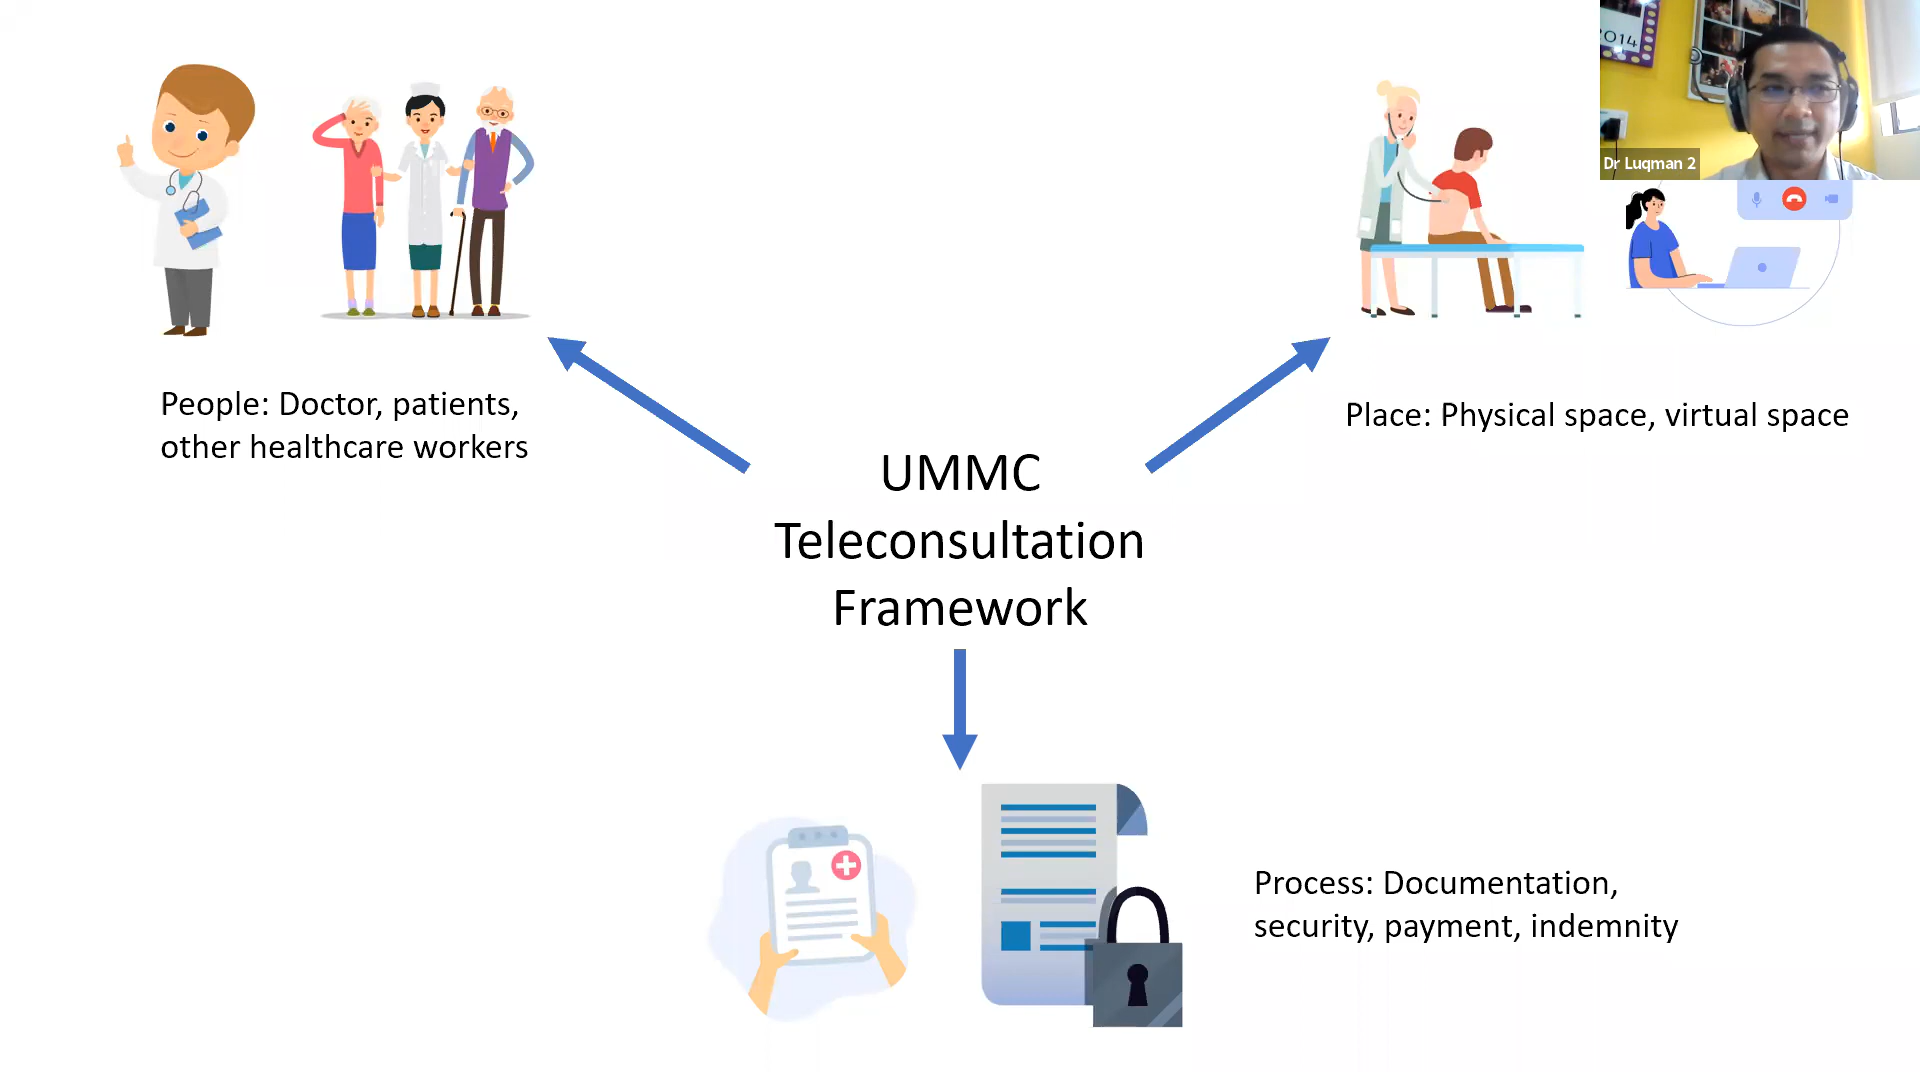 2014
Dr Luqman 2
People: Doctor, patients,
other healthcare workers
Place: Physical space, virtual space
UMMC
Teleconsultation
Framework
Process: Documentation,
security, payment, indemnity